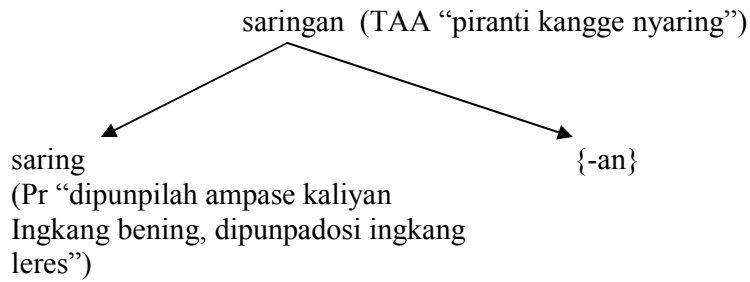 saringan (TAA “piranti kangge nyaring”)
saring
{-an}
(Pr “dipunpilah ampase kaliyan
Ingkang bening, dipunpadosi ingkang
leres”)